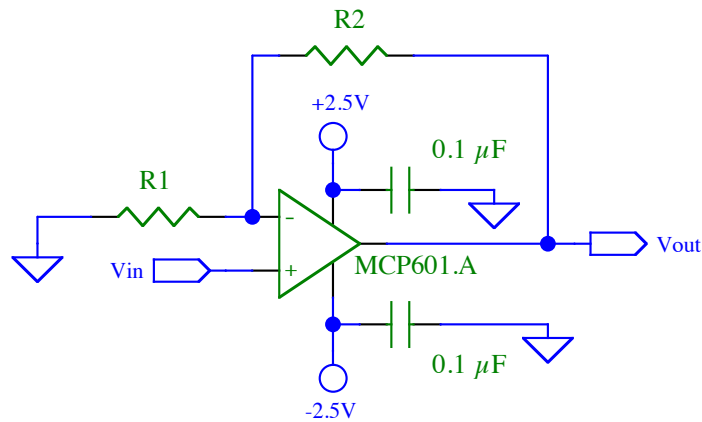 R2
+2.5V
0.1 µF
R1
-
Vout
MCP601.A
Vin
+
0.1 µF
-2.5V